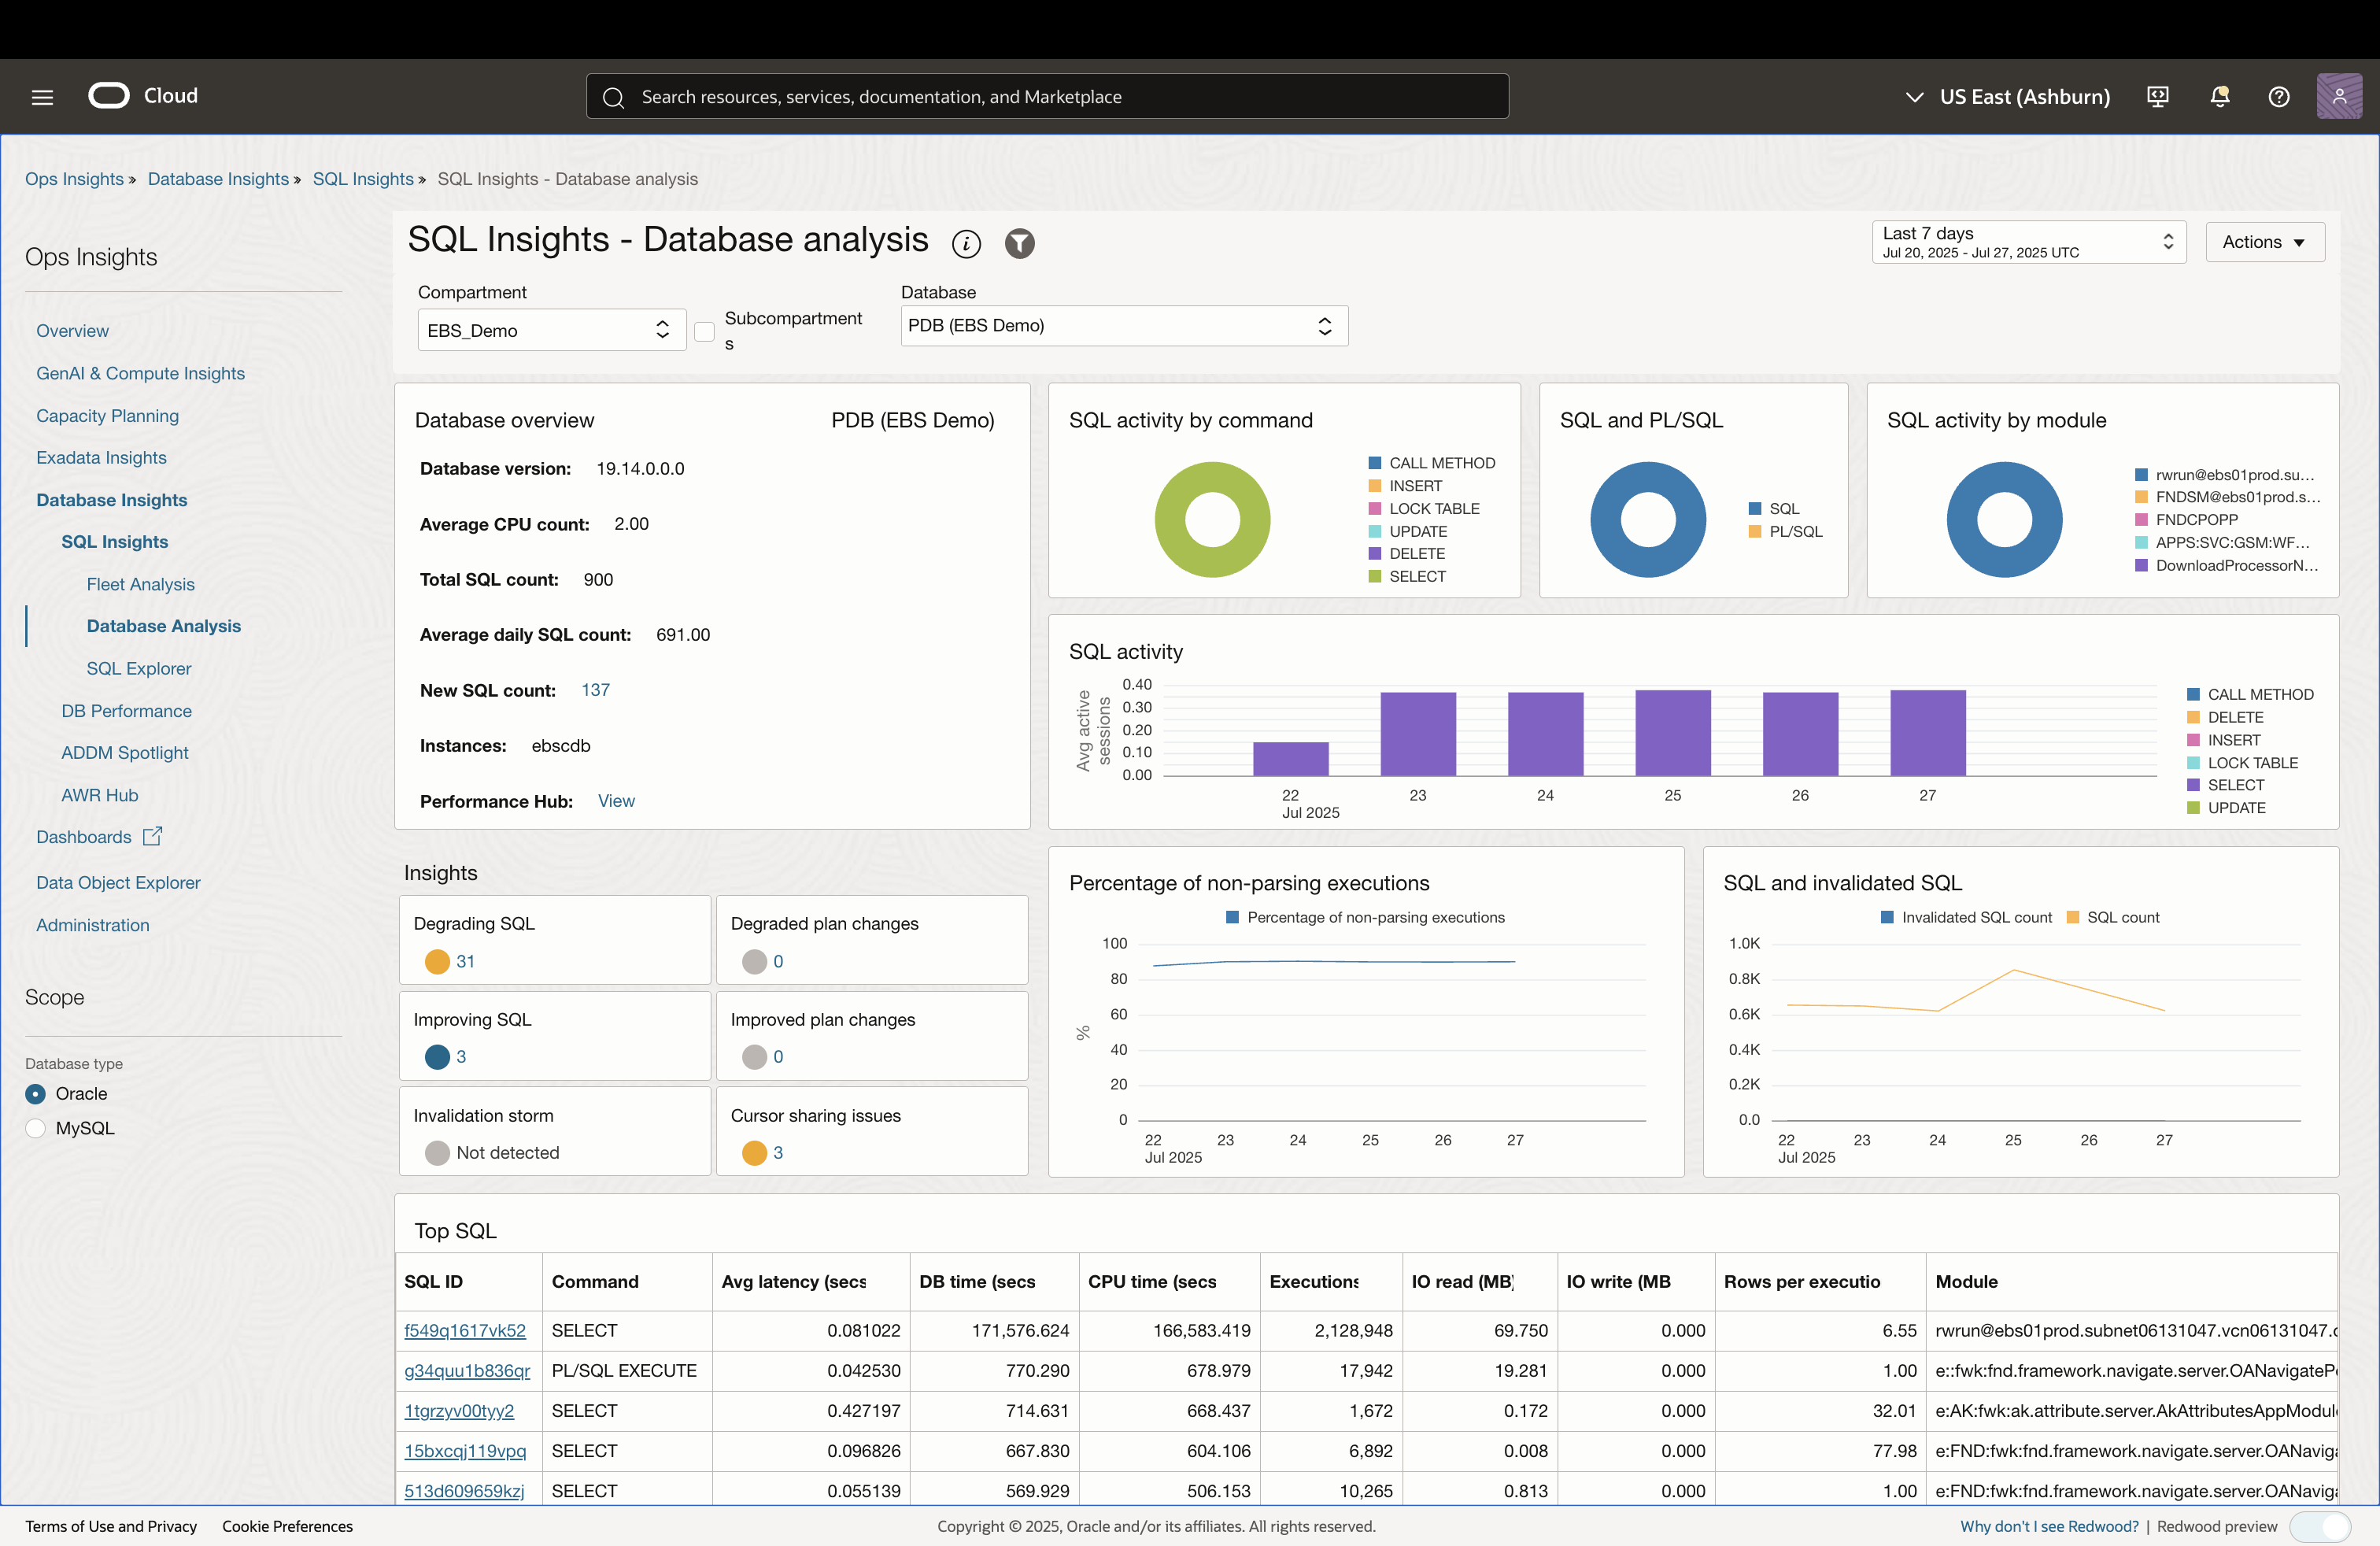 Cloud
Search resources, services, documentation, and Marketplace
US East (Ashburn)
Ops Insights » Database Insights » SQL Insights » SQL Insights - Database analysis
Ops Insights
Overview
GenAI & Compute Insights
Capacity Planning
Exadata Insights
Database Insights
SQL Insights
Fleet Analysis
Database Analysis
SQL Explorer
DB Performance
ADDM Spotlight
AWR Hub
Dashboards
Data Object Explorer
Administration
Scope
Database type
Oracle
MySQL
SQL Insights - Database analysis
Last 7 days
Jul 20, 2025 - Jul 27, 2025 UTC
Actions
Compartment
EBS_Demo
Subcompartment
s
Database
PDB (EBS Demo)
Database overview PDB (EBS Demo)
Database version: 19.14.0.0.0
Average CPU count: 2.00
Total SQL count: 900
Average daily SQL count: 691.00
New SQL count: 137
Instances: ebscdb
Performance Hub: View
SQL activity by command
CALL METHOD
INSERT
LOCK TABLE
UPDATE
DELETE
SELECT
SQL and PL/SQL
SQL
PL/SQL
SQL activity by module
rwrun@ebs01prod.su...
FNDSM@ebs01prod.s...
FNDCPOPP
APPS:SVC:GSM:WF...
DownloadProcessorN...
SQL activity
Avg active
sessions
0.40
0.30
0.20
0.10
0.00
22 23 24 25 26 27
Jul 2025
CALL METHOD
DELETE
INSERT
LOCK TABLE
SELECT
UPDATE
Insights
Degrading SQL
31
Degraded plan changes
0
Improving SQL
3
Improved plan changes
0
Invalidation storm
Not detected
Cursor sharing issues
3
Percentage of non-parsing executions
Percentage of non-parsing executions
%
100
80
60
40
20
0
22 23 24 25 26 27
Jul 2025
SQL and invalidated SQL
Invalidated SQL count SQL count
1.0K
0.8K
0.6K
0.4K
0.2K
0.0
22 23 24 25 26 27
Jul 2025
Top SQL
SQL ID Command Avg latency (secs DB time (secs CPU time (secs Executions IO read (MB) IO write (MB Rows per executio Module
f549q1617vk52 SELECT 0.081022 171,576.624 166,583.419 2,128,948 69.750 0.000 6.55 rwrun@ebs01prod.subnet06131047.vcn06131047.
g34quu1b836qr PL/SQL EXECUTE 0.042530 770.290 678.979 17,942 19.281 0.000 1.00 e::fwk:fnd.framework.navigate.server.OANavigateP
1tgrzyv00tyy2 SELECT 0.427197 714.631 668.437 1,672 0.172 0.000 32.01 e:AK:fwk:ak.attribute.server.AkAttributesAppModul
15bxcqj119vpq SELECT 0.096826 667.830 604.106 6,892 0.008 0.000 77.98 e:FND:fwk:fnd.framework.navigate.server.OANaviga
513d609659kzj SELECT 0.055139 569.929 506.153 10,265 0.813 0.000 1.00 e:FND:fwk:fnd.framework.navigate.server.OANaviga
Terms of Use and Privacy Cookie Preferences
Copyright © 2025, Oracle and/or its affiliates. All rights reserved.
Why don't I see Redwood? | Redwood preview